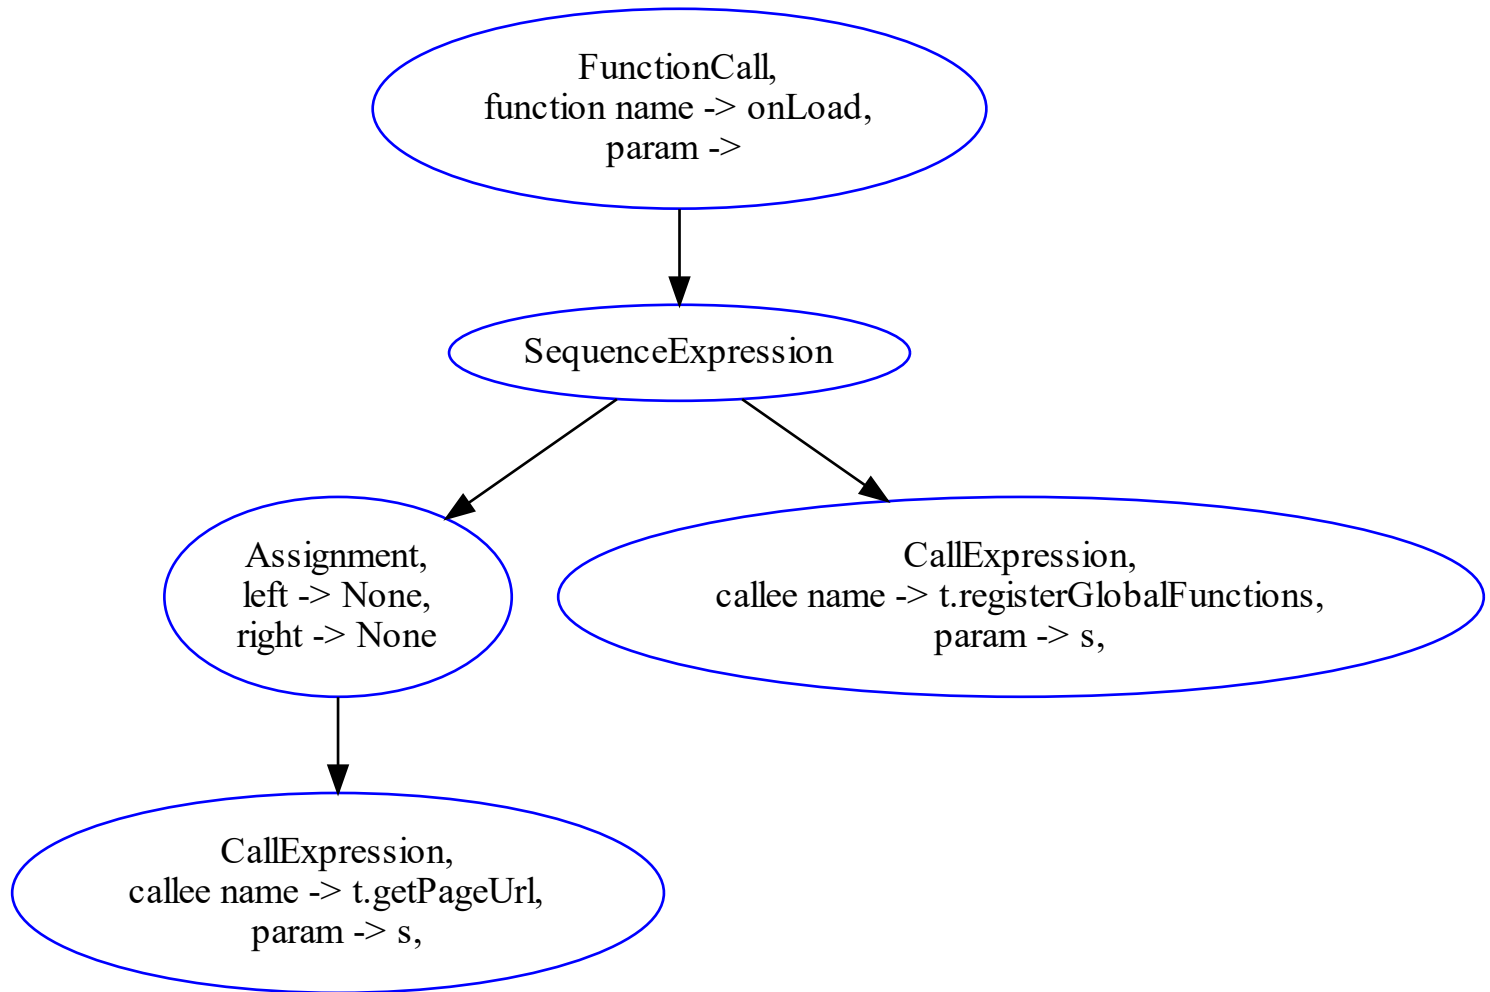 FunctionCall,
function name -> onLoad,
param ->
SequenceExpression
Assignment,
left -> None,
right -> None
CallExpression,
callee name -> t.registerGlobalFunctions,
param -> s,
CallExpression,
callee name -> t.getPageUrl,
param -> s,